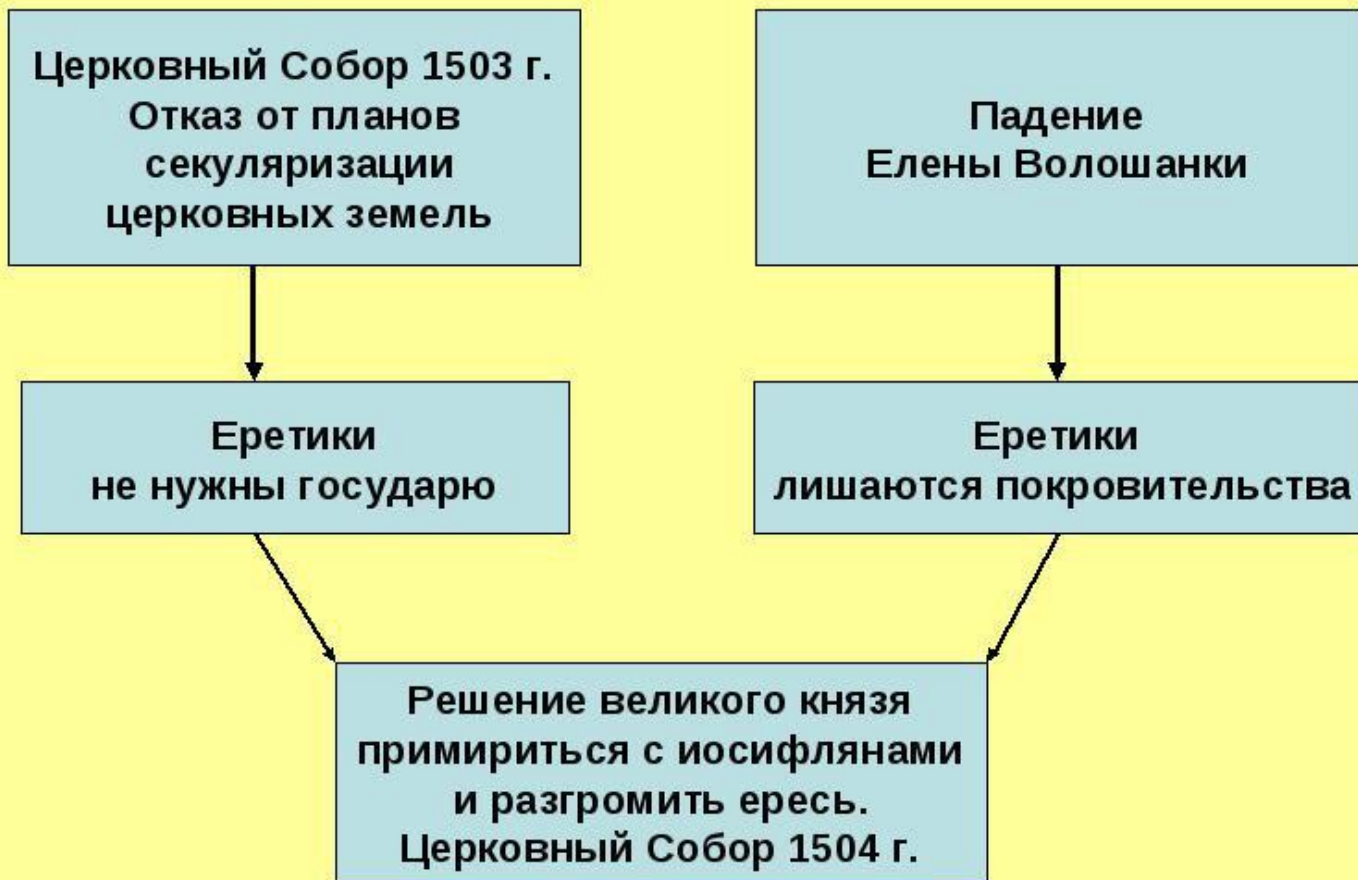 Церковный Собор 1503 г.
Отказ от планов
секуляризации
церковных земель
Падение
Елены Волошанки
Еретики
не нужны государю
Еретики
лишаются покровительства
Решение великого князя
примириться с иосифлянами
и разгромить ересь.
Церковный Собор 1504 г.